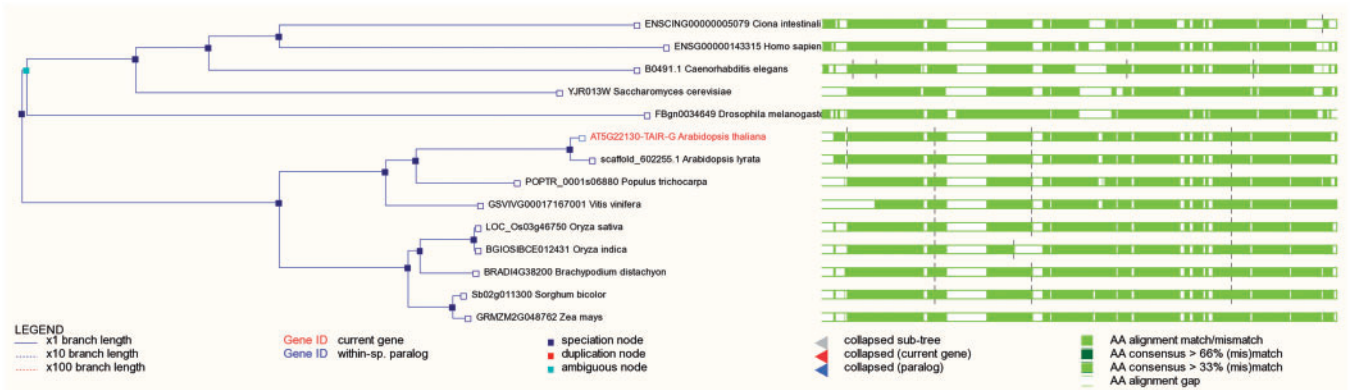 ENSCING00000005079 Ciona intestinali
ENSG00000143315 Homo sapien
B0491.1 Caenorhabditis elegans
YJR013W Saccharomyces cerevisiae
FBgn0034649 Drosophila melanogast
AT5G22130-TAIR-G Arabidopsis thaliana
scaffold_602255.1 Arabidopsis lyrata
POPTR_0001s06880 Populus trichocarpa
GSVIVG00017167001 Vitis vinifera
LOC_Os03g46750 Oryza sativa
BGIOSIBCE012431 Oryza indica
BRADI4G38200 Brachypodium distachyon
Sb02g011300 Sorghum bicolor
GRMZM2G048762 Zea mays
LEGEND
x1 branch length
x10 branch length
x100 branch length
Gene ID current gene
Gene ID within-sp. paralog
speciation node
duplication node
ambiguous node
collapsed sub-tree
collapsed (current gene)
collapsed (paralog)
AA alignment match/mismatch
AA consensus > 66% (mis)match
AA consensus > 33% (mis)match
AA alignment gap